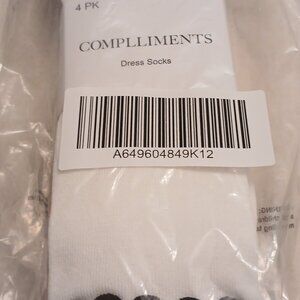 4 PK
COMPLLIMENTS
Dress Socks
A649604849K12